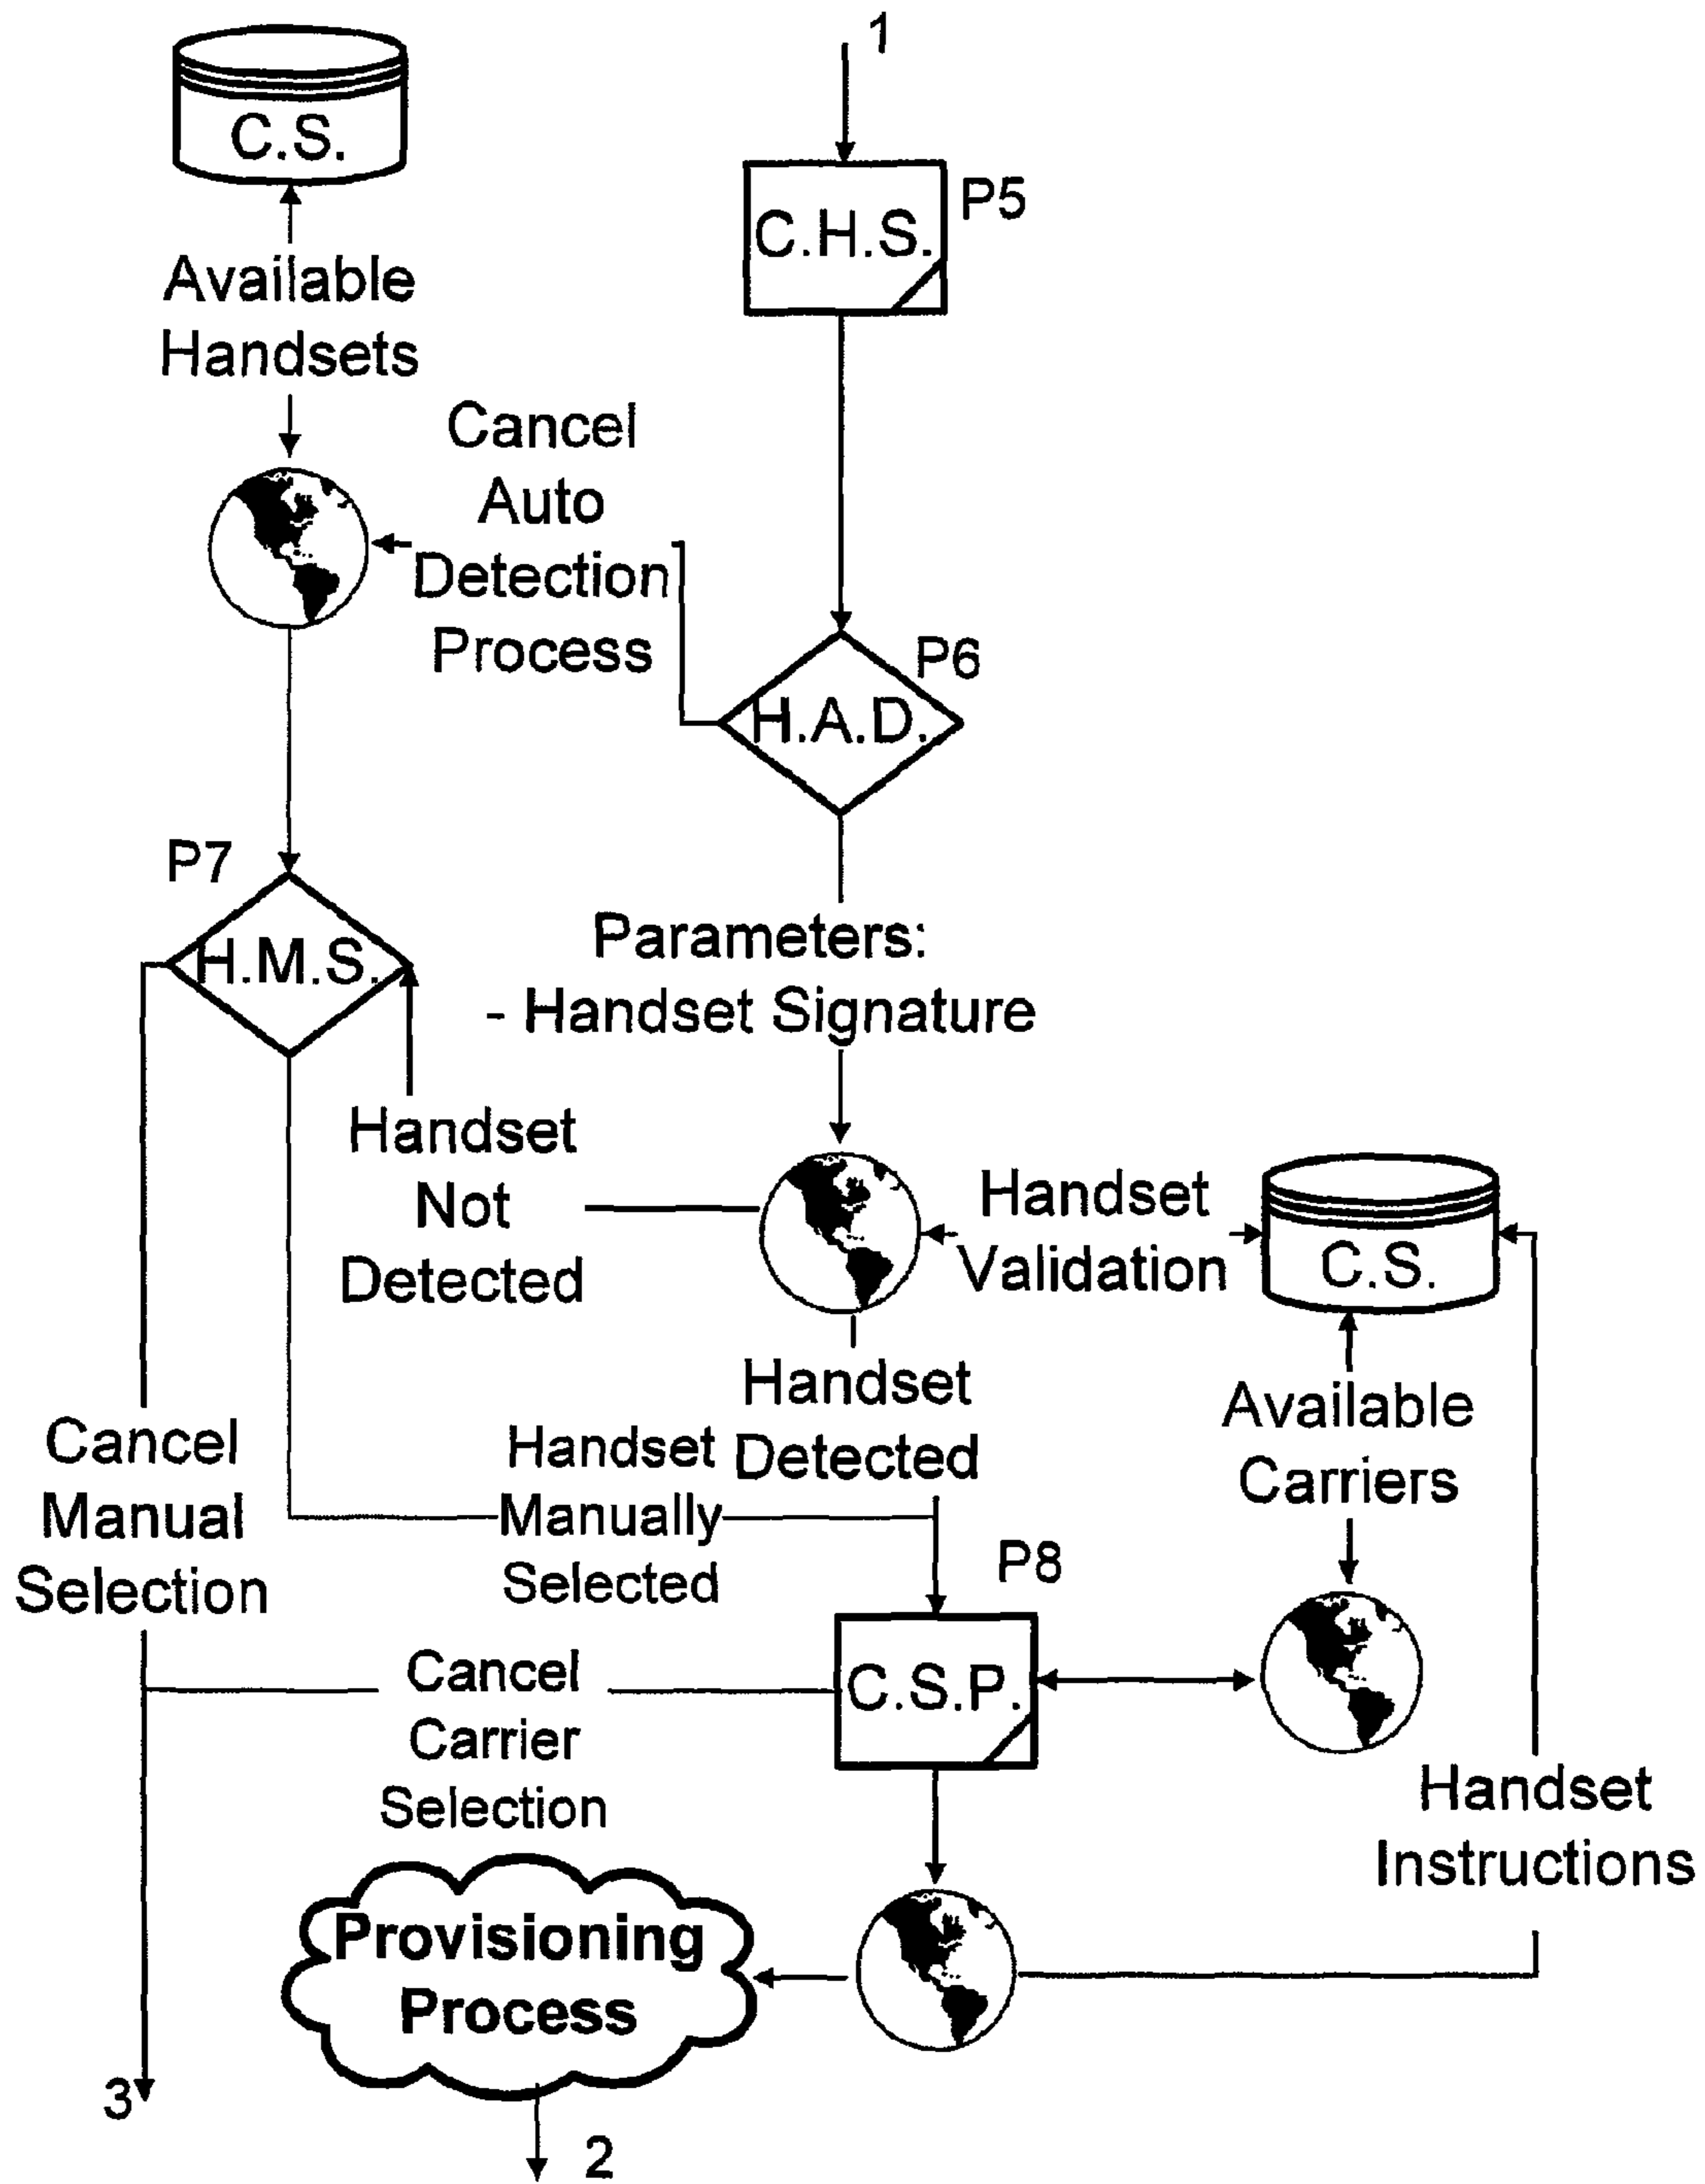 1
C.S.
P5
C.H.S.
Available
Handsets
Cancel
Auto
Detection
Process
P6
H.A.D.
P7
H.M.S.
Parameters:
- Handset Signature
Handset
Not
Detected
Handset
Validation
C.S.
Handset
Detected
Available
Carriers
Cancel
Manual
Selection
Handset
Manually
Selected
P8
C.S.P.
Cancel
Carrier
Selection
Handset
Instructions
Provisioning
Process
3
2